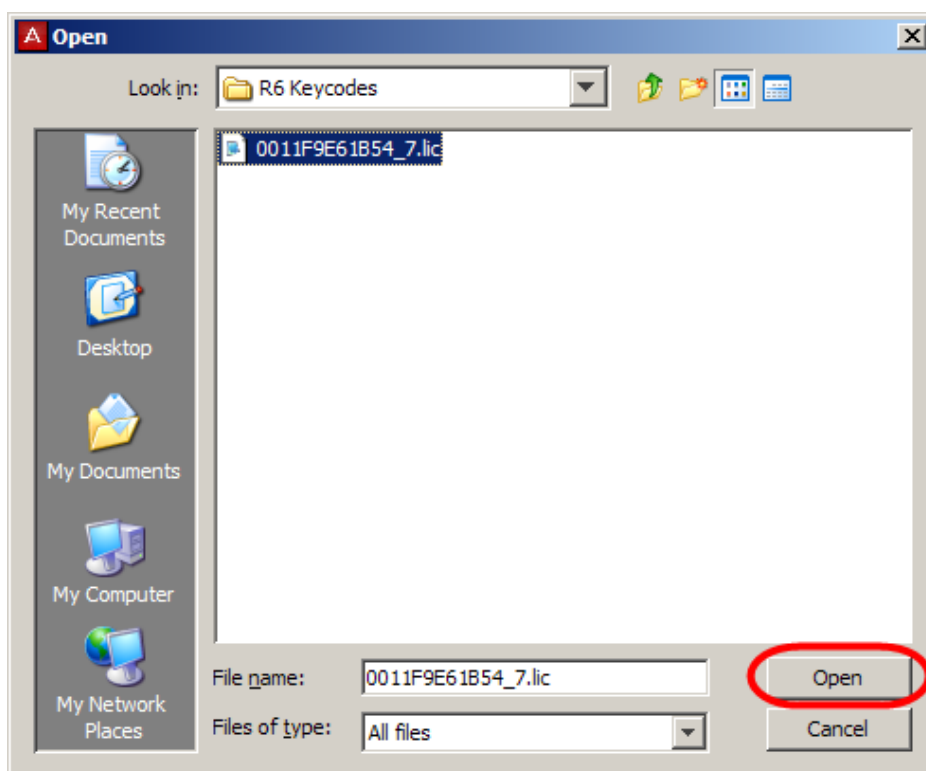 A Open
Look in: R6 Keycodes
0011F9E61B54_7.lic
My Recent
Documents
Desktop
My Documents
My Computer
My Network
Places
File name: 0011F9E61B54_7.lic Open
Files of type: All files Cancel